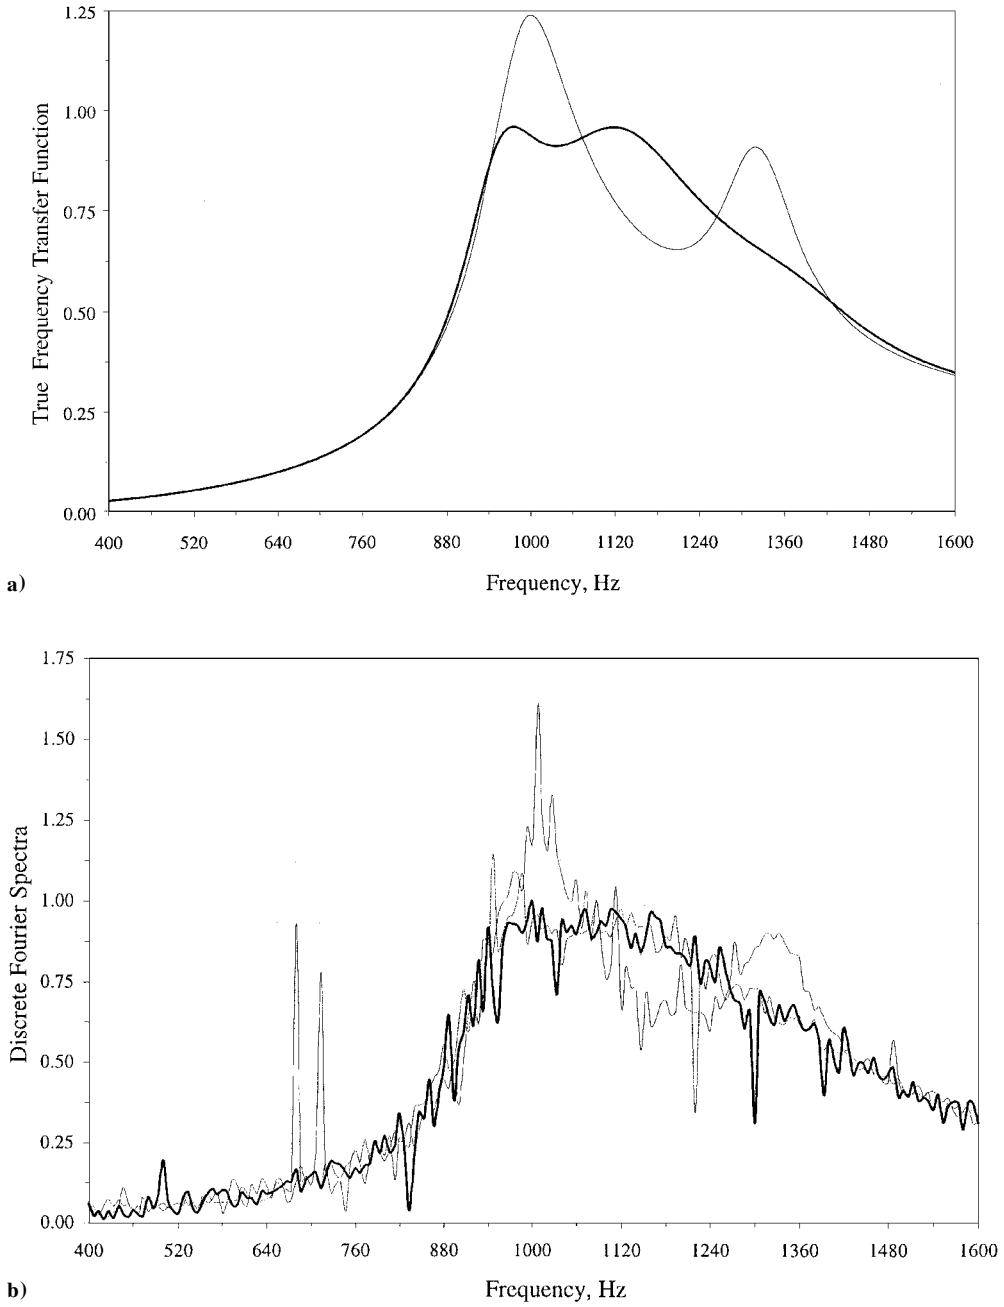 1.25
1.00
0.75
0.50
0.25
0.00
True Frequency Transfer Function
400 520 640 760 880 1000 1120 1240 1360 1480 1600
a)
Frequency, Hz
1.75
1.50
1.25
1.00
0.75
0.50
0.25
0.00
Discrete Fourier Spectra
400 520 640 760 880 1000 1120 1240 1360 1480 1600
b)
Frequency, Hz